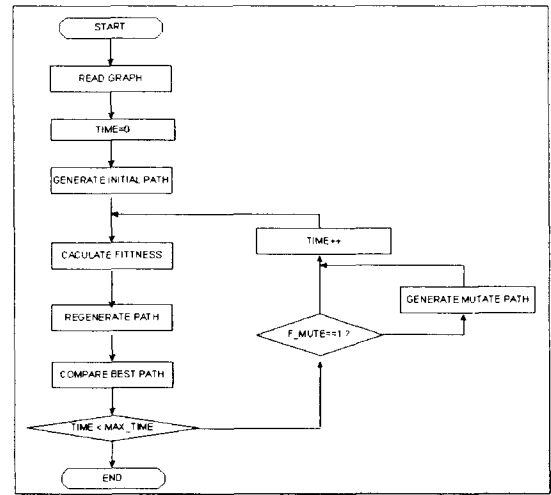 START
READ GRAPH
TIME=0
GENERATE INITIAL PATH
TIME++
CACULATE FITTNESS
GENERATE MUTATE PATH
REGENERATE PATH
F_MUTE==1 ?
COMPARE BEST PATH
TIME < MAX_TIME
END